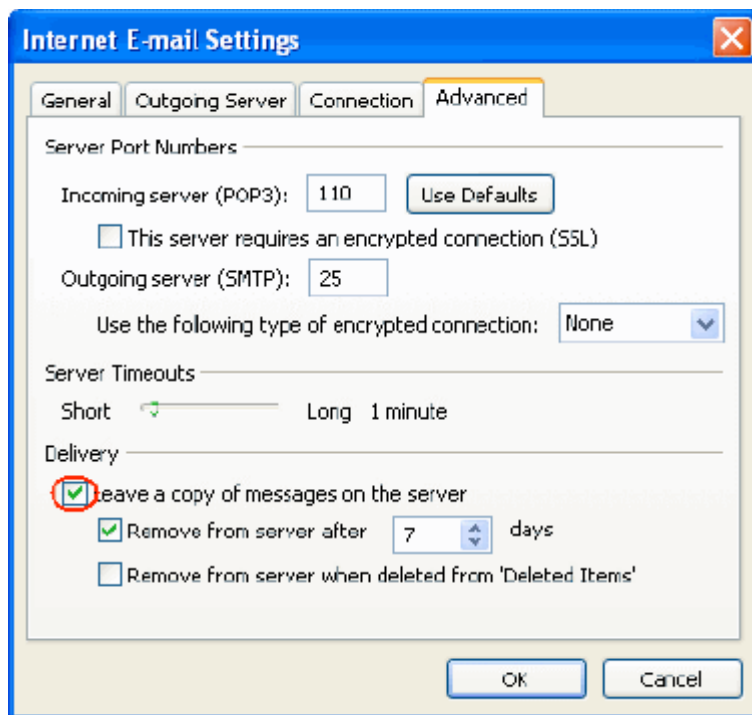 Internet E-mail Settings
General Outgoing Server Connection Advanced
Server Port Numbers
Incoming server (POP3): 110 Use Defaults
This server requires an encrypted connection (SSL)
Outgoing server (SMTP): 25
Use the following type of encrypted connection: None
Server Timeouts
Short Long 1 minute
Delivery
Leave a copy of messages on the server
Remove from server after 7 days
Remove from server when deleted from 'Deleted Items'
OK Cancel